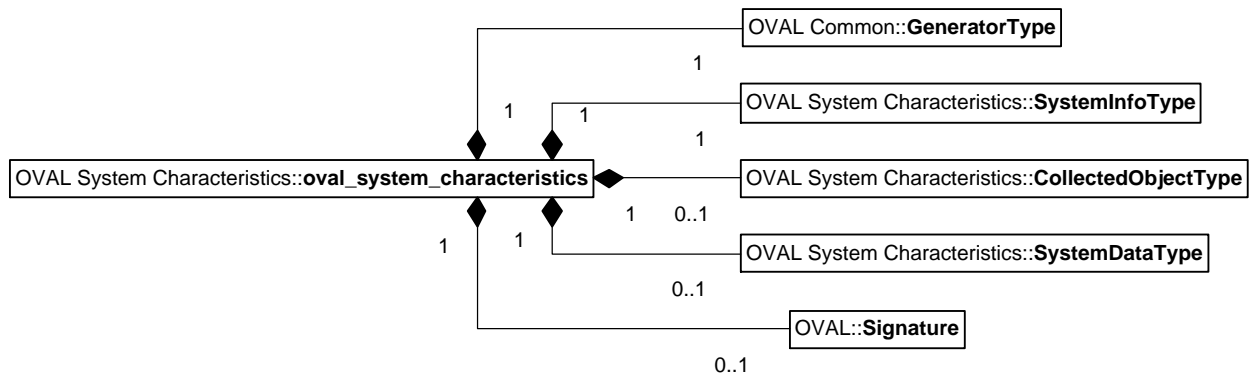 OVAL Common::GeneratorType
1
1
OVAL System Characteristics::SystemInfoType
1
1
OVAL System Characteristics::oval_system_characteristics
OVAL System Characteristics::CollectedObjectType
1
0..1
1
1
OVAL System Characteristics::SystemDataType
0..1
OVAL::Signature
0..1